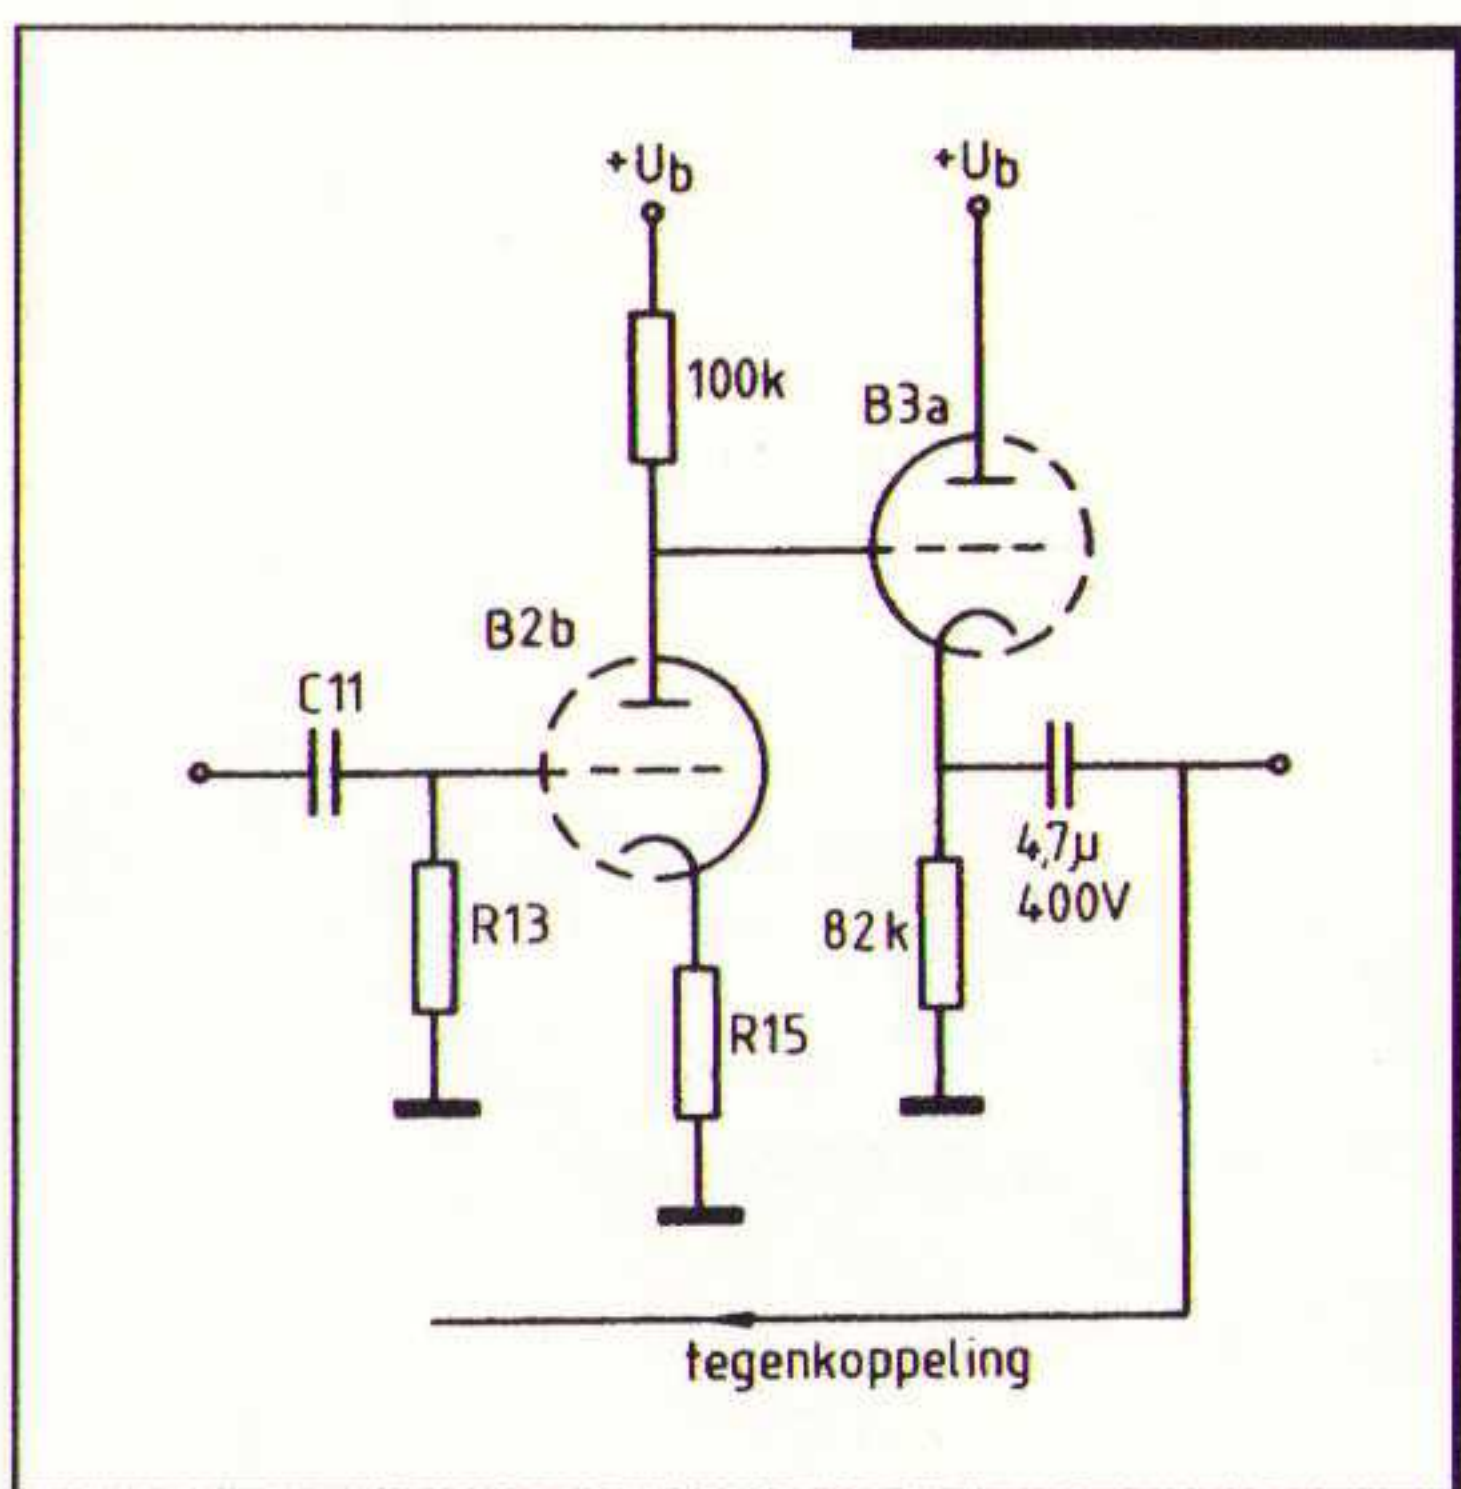 +Ub
+Ub
100k
B3a
B2b
C11
4,7µ
400V
R13
82k
R15
tegenkoppeling